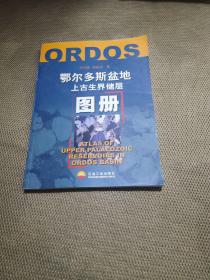 ORDOS
鄂尔多斯盆地
上古生界储层
图册
ATLAS OF
UPPER PALAEOZOIC
RESERVOIRS IN
ORDOS BASIN
石油工业出版社